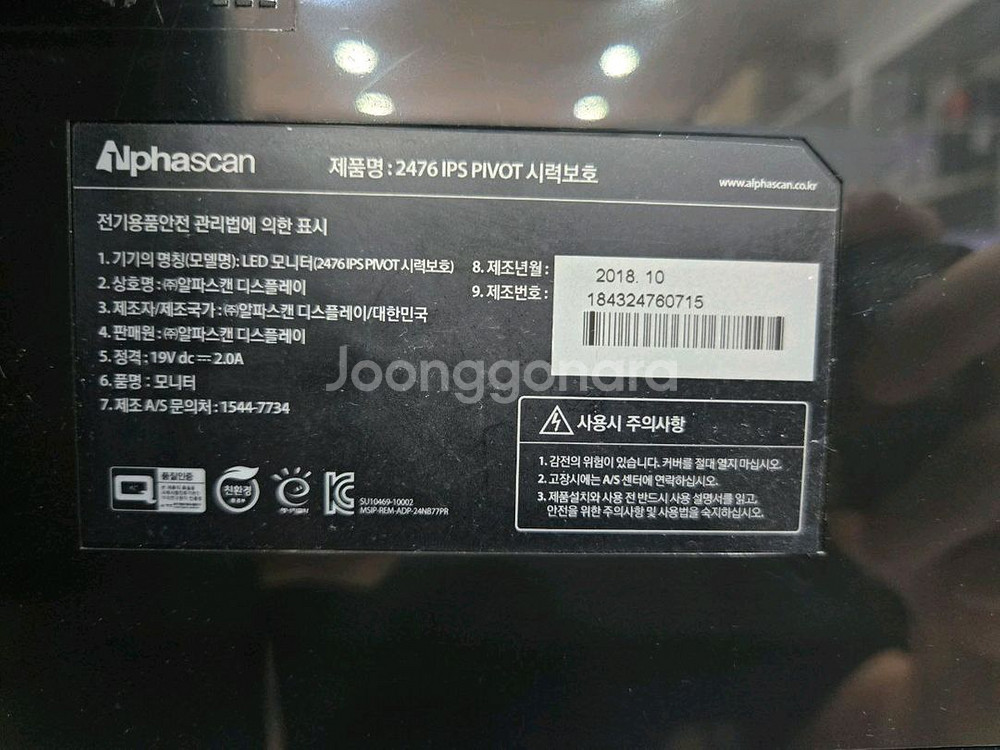 Alphascan
제품명 : 2476 IPS PIVOT 시력보호
www.alphascan.co.kr
전기용품안전 관리법에 의한 표시
1. 기기의 명칭(모델명) : LED 모니터(2476 IPS PIVOT 시력보호)
2. 상호명 : ㈜알파스캔 디스플레이
3. 제조자/제조국가 : ㈜알파스캔 디스플레이/대한민국
4. 판매원 : ㈜알파스캔 디스플레이
5. 정격 : 19V dc ⎓ 2.0A
6. 품명 : 모니터
7. 제조 A/S 문의처 : 1544-7734
8. 제조년월 :
2018. 10
9. 제조번호 :
184324760715
Joonggonara
사용시 주의사항
1. 감전의 위험이 있습니다. 커버를 절대 열지 마십시오.
2. 고장시에는 A/S 센터에 연락하십시오.
3. 제품설치와 사용 전 반드시 사용 설명서를 읽고,
안전을 위한 주의사항 및 사용법을 숙지하십시오.
품질인증
친환경
SU10469-10002
MSIP-REM-ADP-24NB77PR